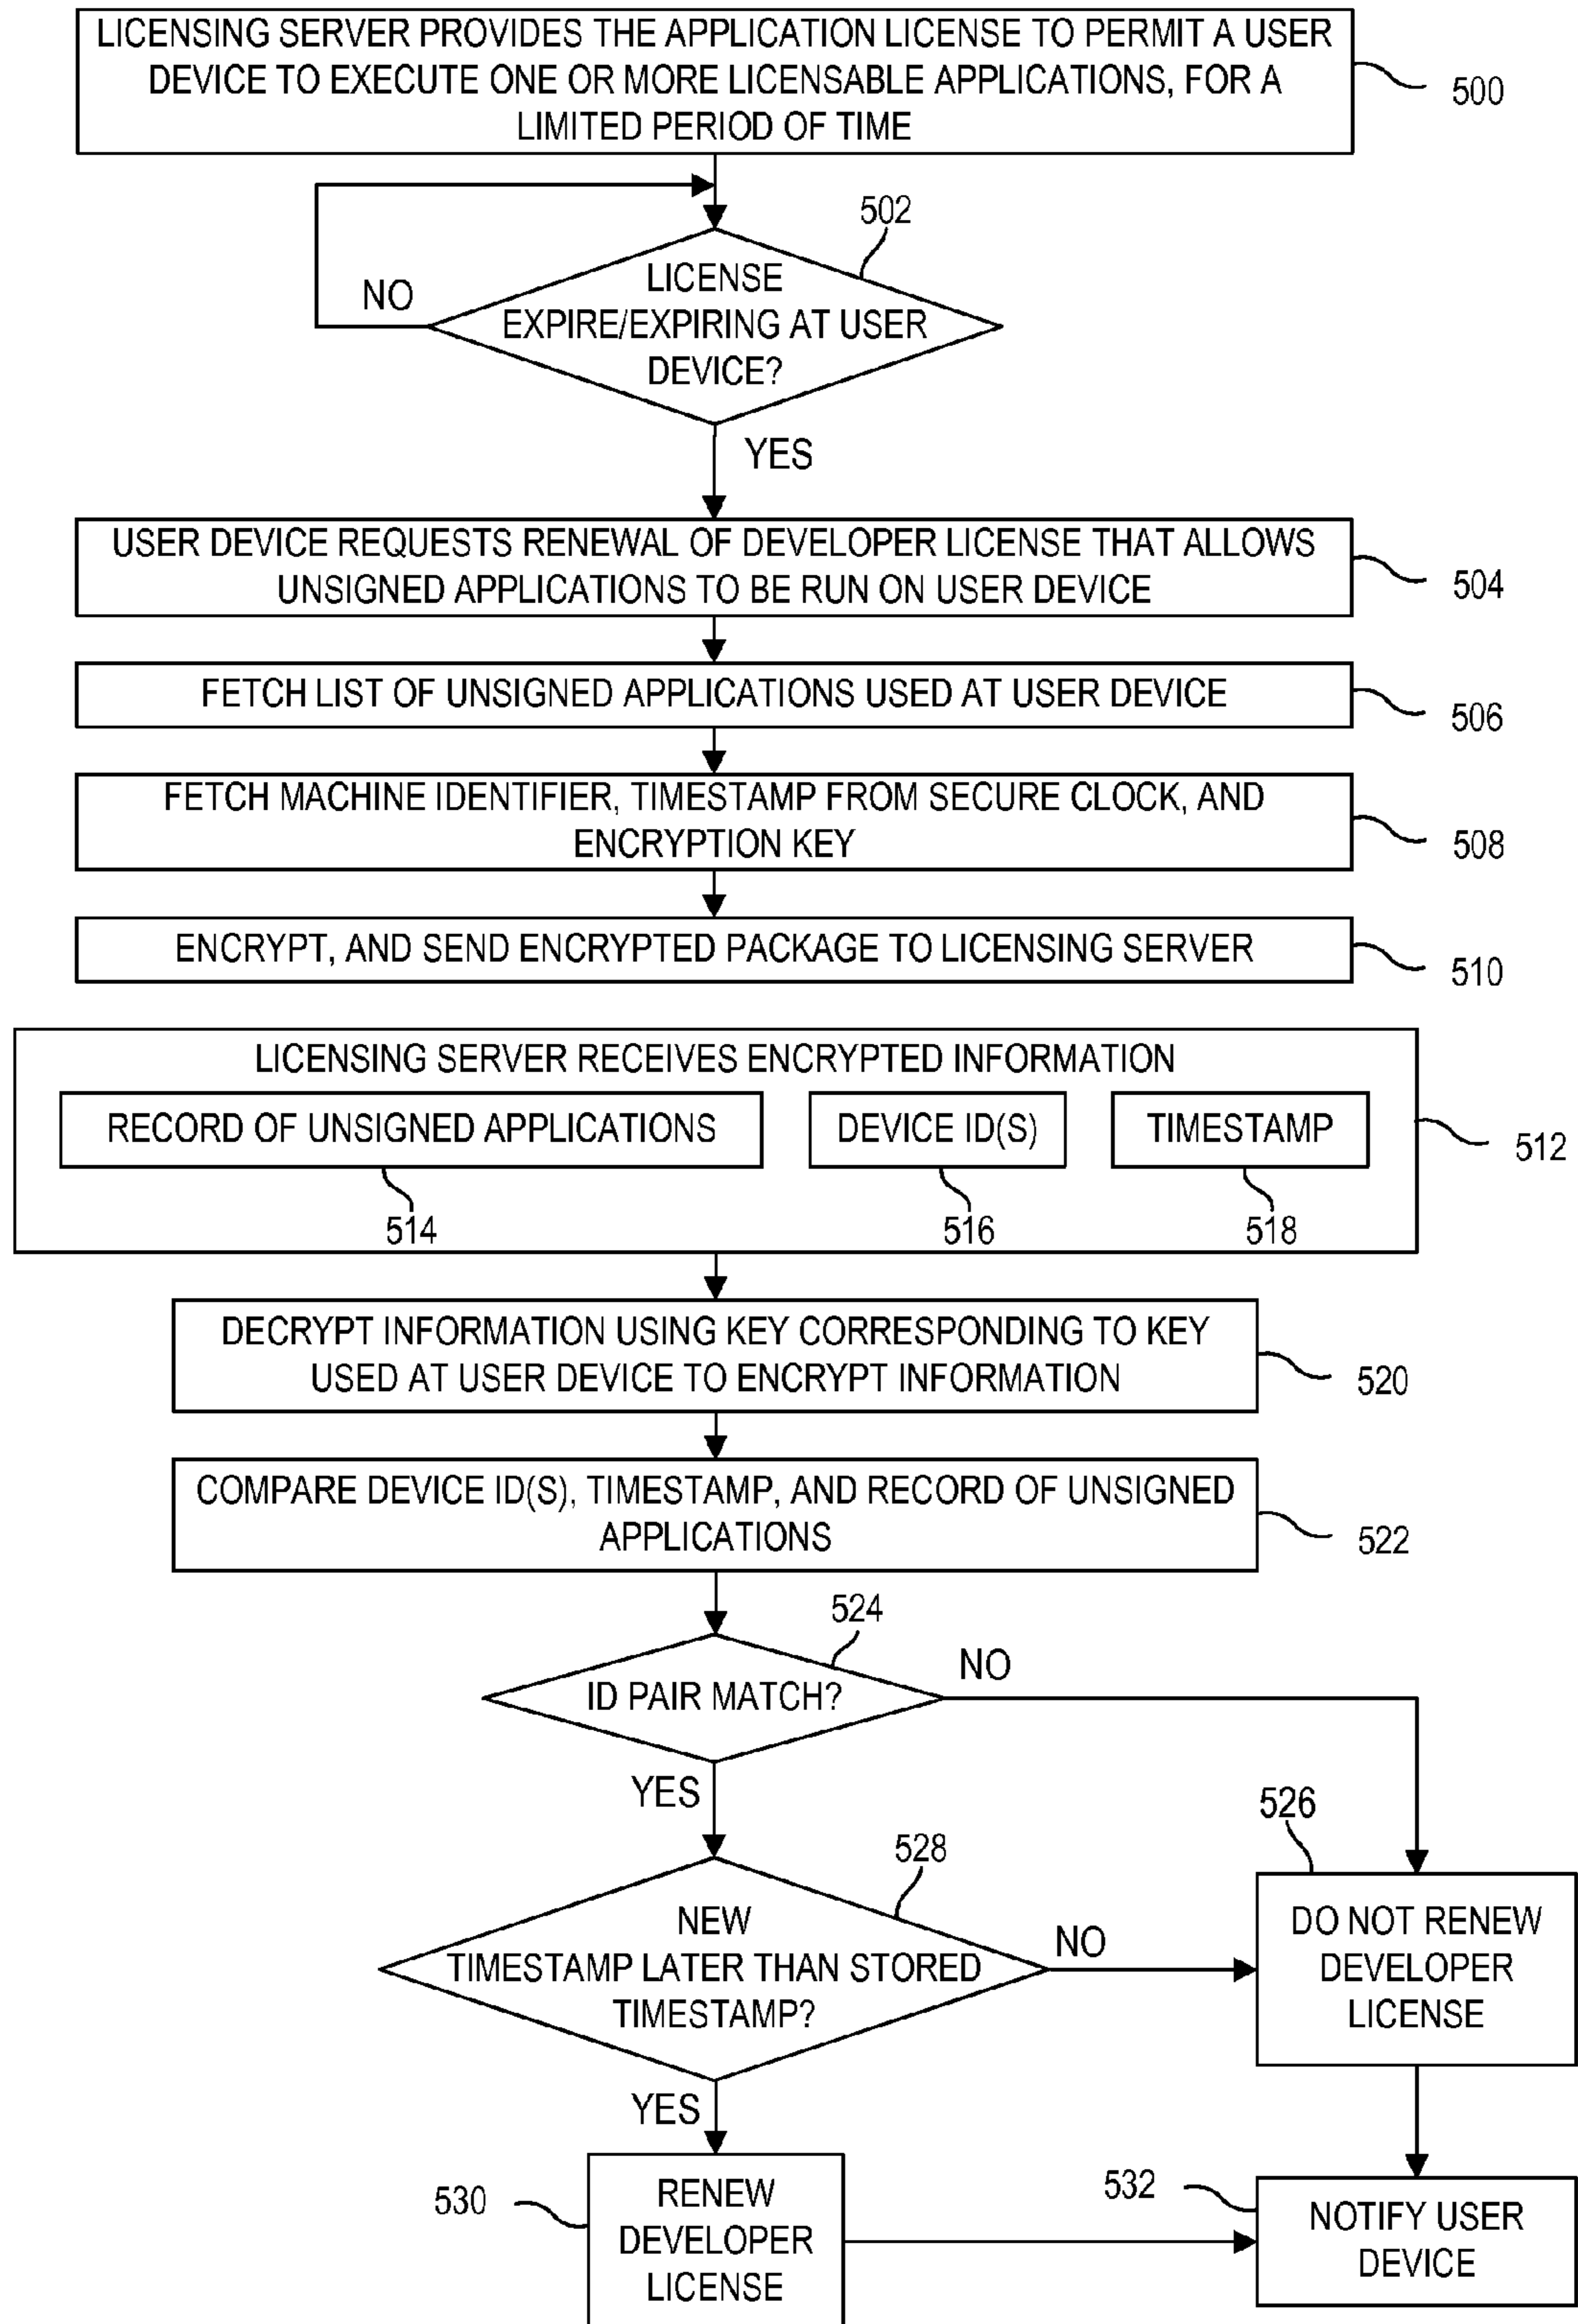 LICENSING SERVER PROVIDES THE APPLICATION LICENSE TO PERMIT A USER
DEVICE TO EXECUTE ONE OR MORE LICENSABLE APPLICATIONS, FOR A
LIMITED PERIOD OF TIME
500
502
LICENSE
EXPIRE/EXPIRING AT USER
DEVICE?
NO
YES
USER DEVICE REQUESTS RENEWAL OF DEVELOPER LICENSE THAT ALLOWS
UNSIGNED APPLICATIONS TO BE RUN ON USER DEVICE
504
FETCH LIST OF UNSIGNED APPLICATIONS USED AT USER DEVICE
506
FETCH MACHINE IDENTIFIER, TIMESTAMP FROM SECURE CLOCK, AND
ENCRYPTION KEY
508
ENCRYPT, AND SEND ENCRYPTED PACKAGE TO LICENSING SERVER
510
LICENSING SERVER RECEIVES ENCRYPTED INFORMATION
RECORD OF UNSIGNED APPLICATIONS
DEVICE ID(S)
TIMESTAMP
512
514
516
518
DECRYPT INFORMATION USING KEY CORRESPONDING TO KEY
USED AT USER DEVICE TO ENCRYPT INFORMATION
520
COMPARE DEVICE ID(S), TIMESTAMP, AND RECORD OF UNSIGNED
APPLICATIONS
522
524
ID PAIR MATCH?
NO
YES
526
528
NEW
TIMESTAMP LATER THAN STORED
TIMESTAMP?
NO
DO NOT RENEW
DEVELOPER
LICENSE
YES
530
RENEW
DEVELOPER
LICENSE
532
NOTIFY USER
DEVICE